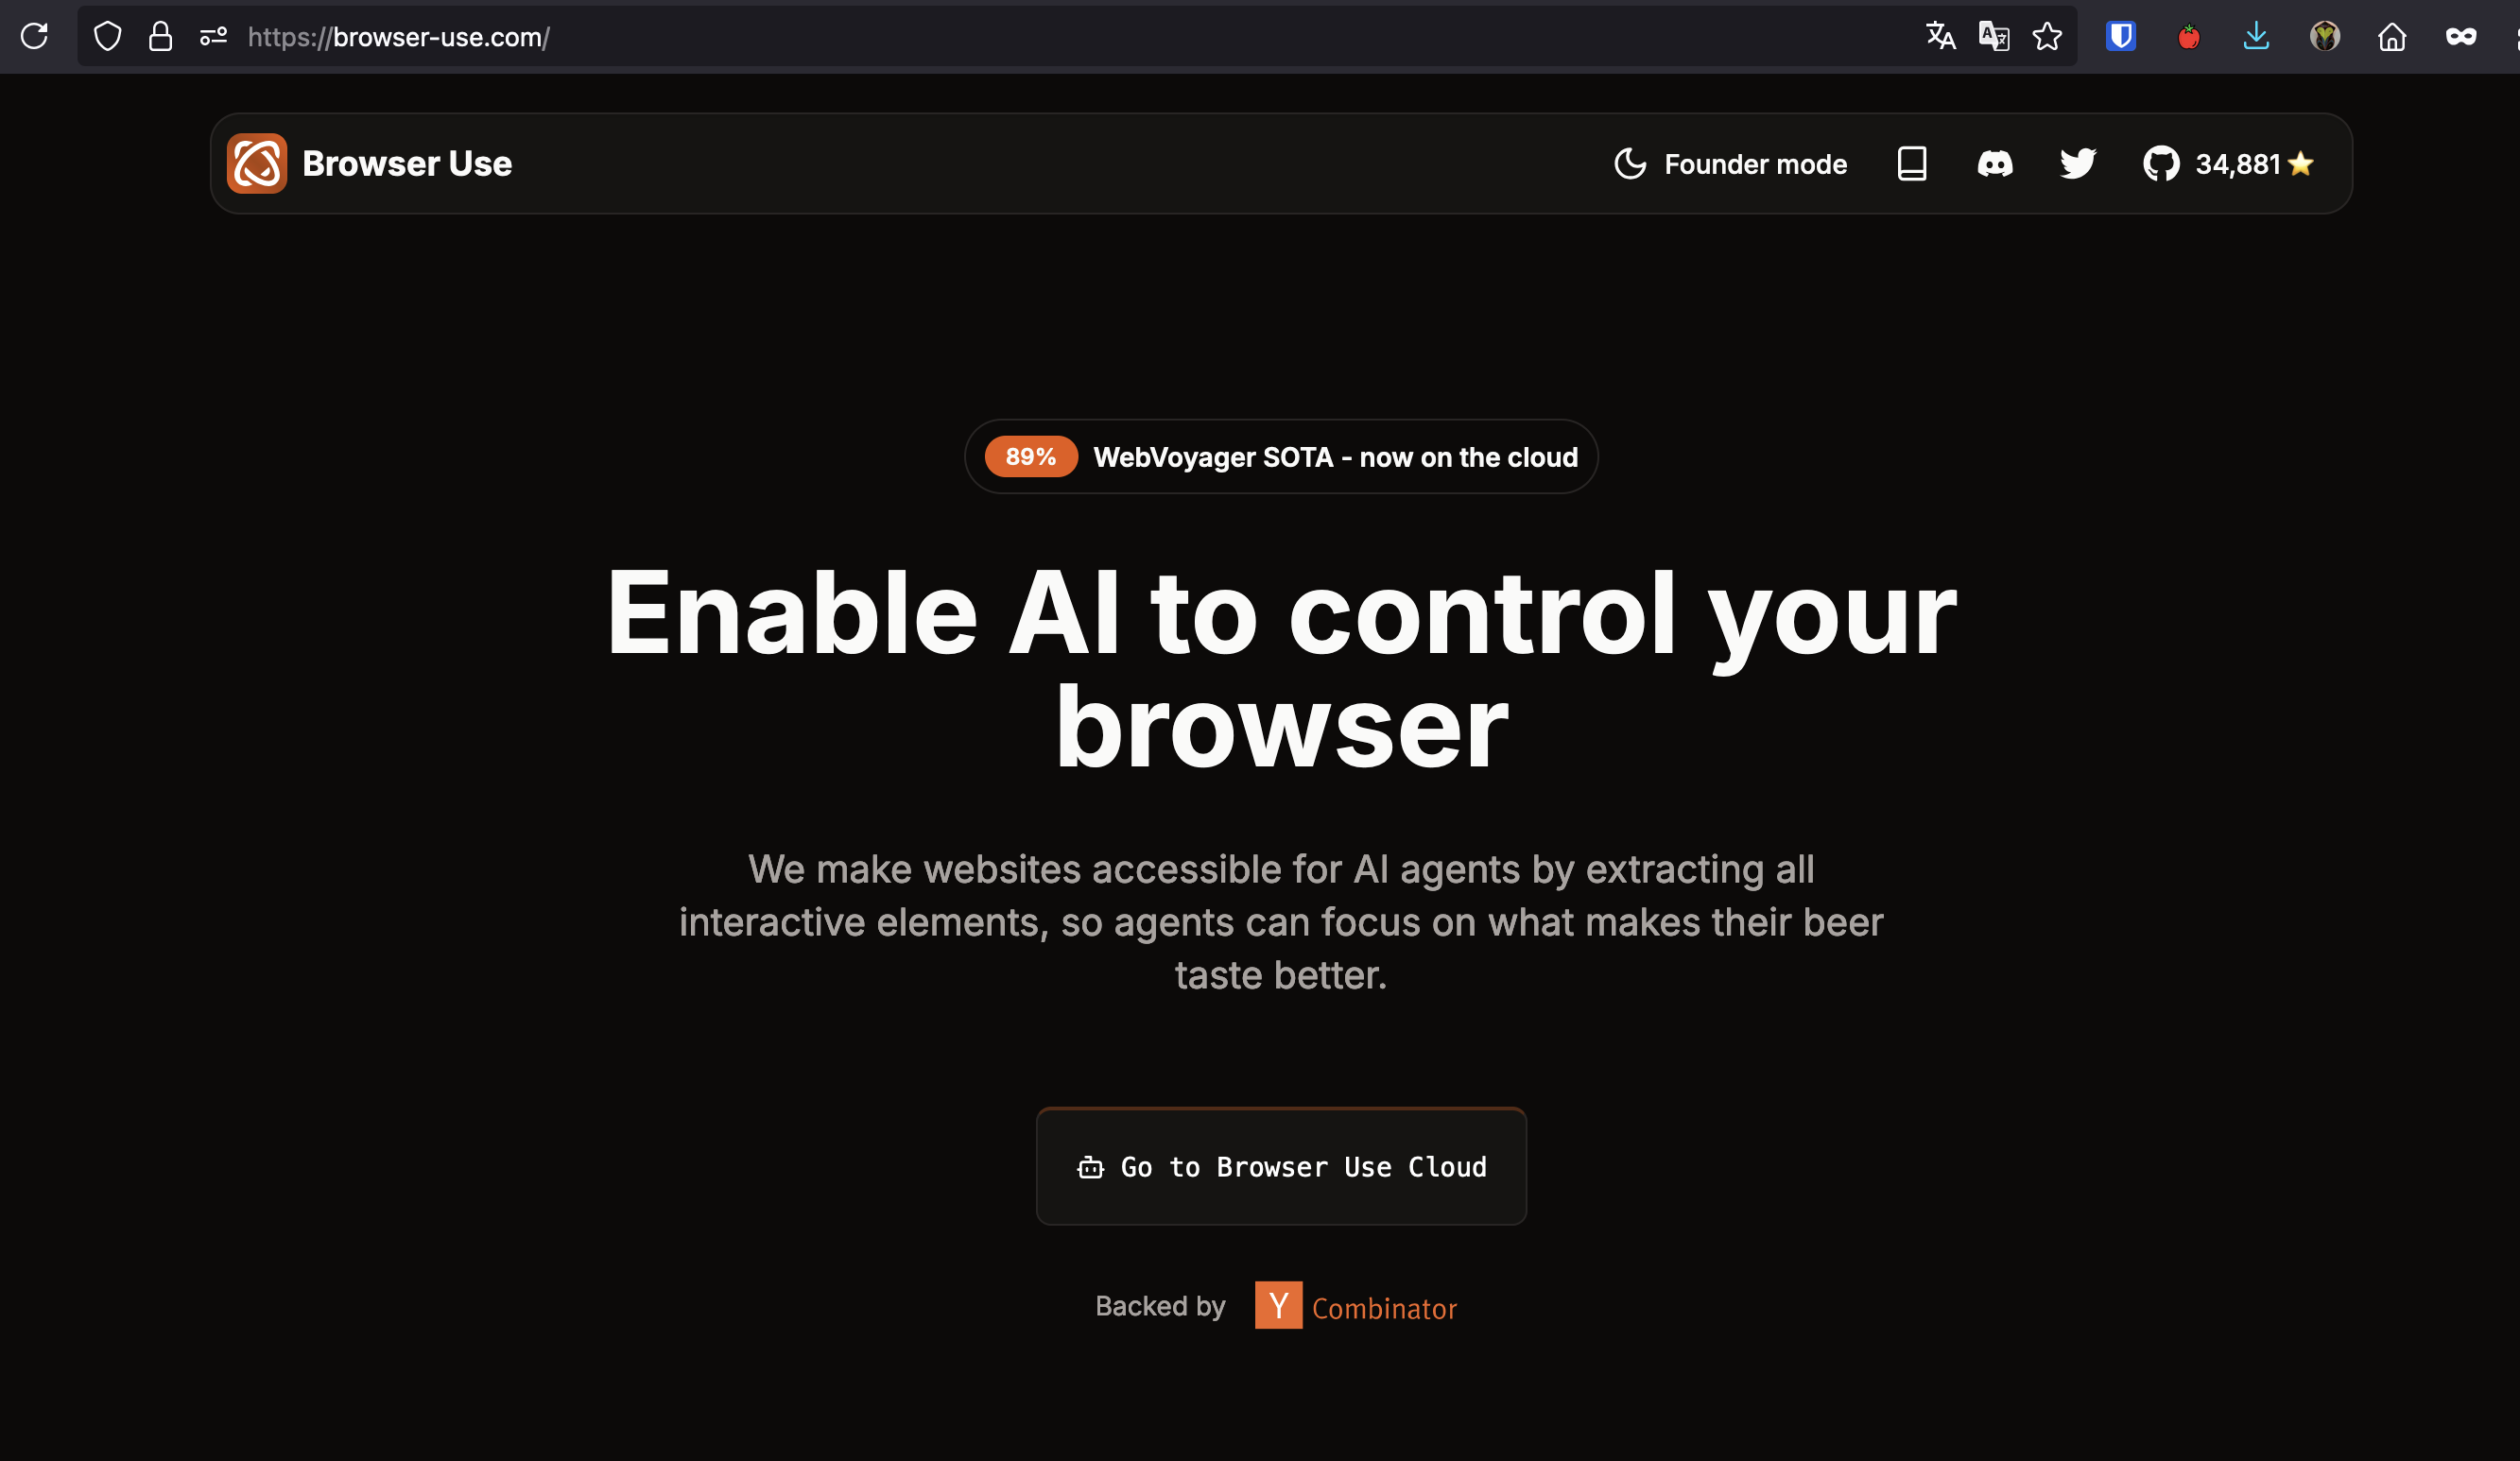 https://browser-use.com/
Browser Use
Founder mode
34,881
89% WebVoyager SOTA - now on the cloud
Enable AI to control your
browser
We make websites accessible for AI agents by extracting all
interactive elements, so agents can focus on what makes their beer
taste better.
Go to Browser Use Cloud
Backed by Y Combinator